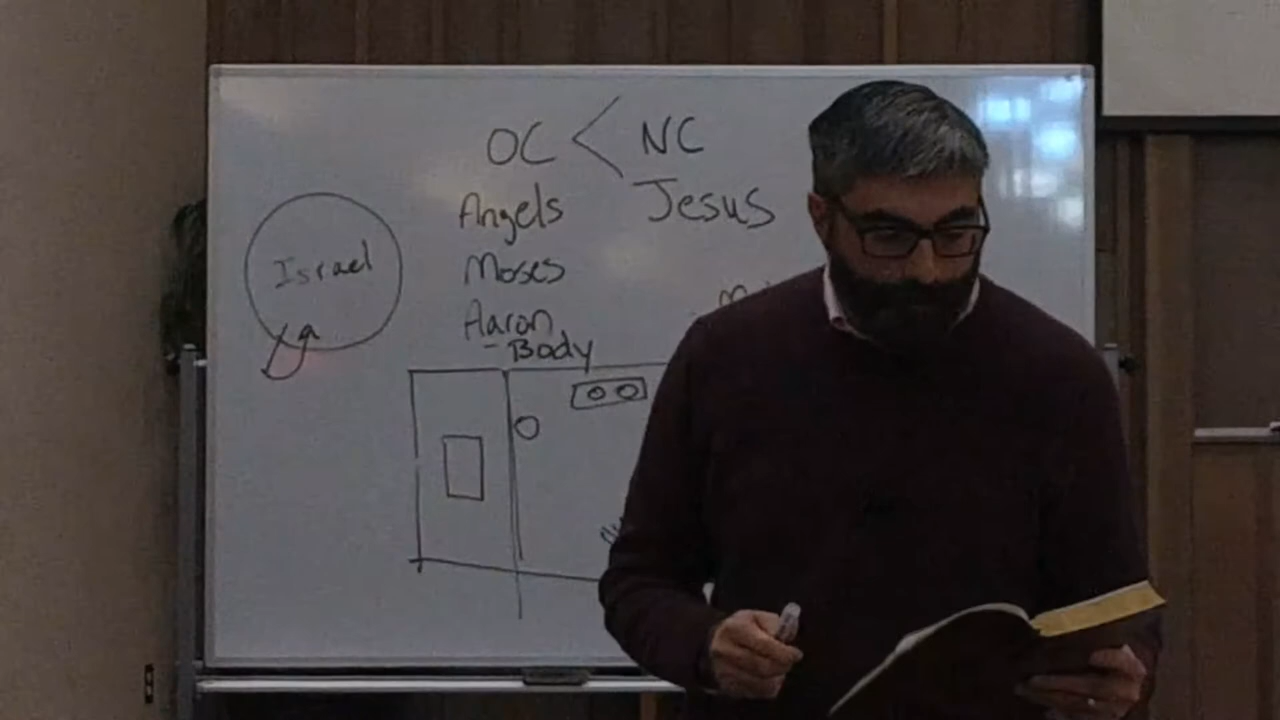 OC < NC
Angels Jesus
Moses
Aaron
- Body
Israel